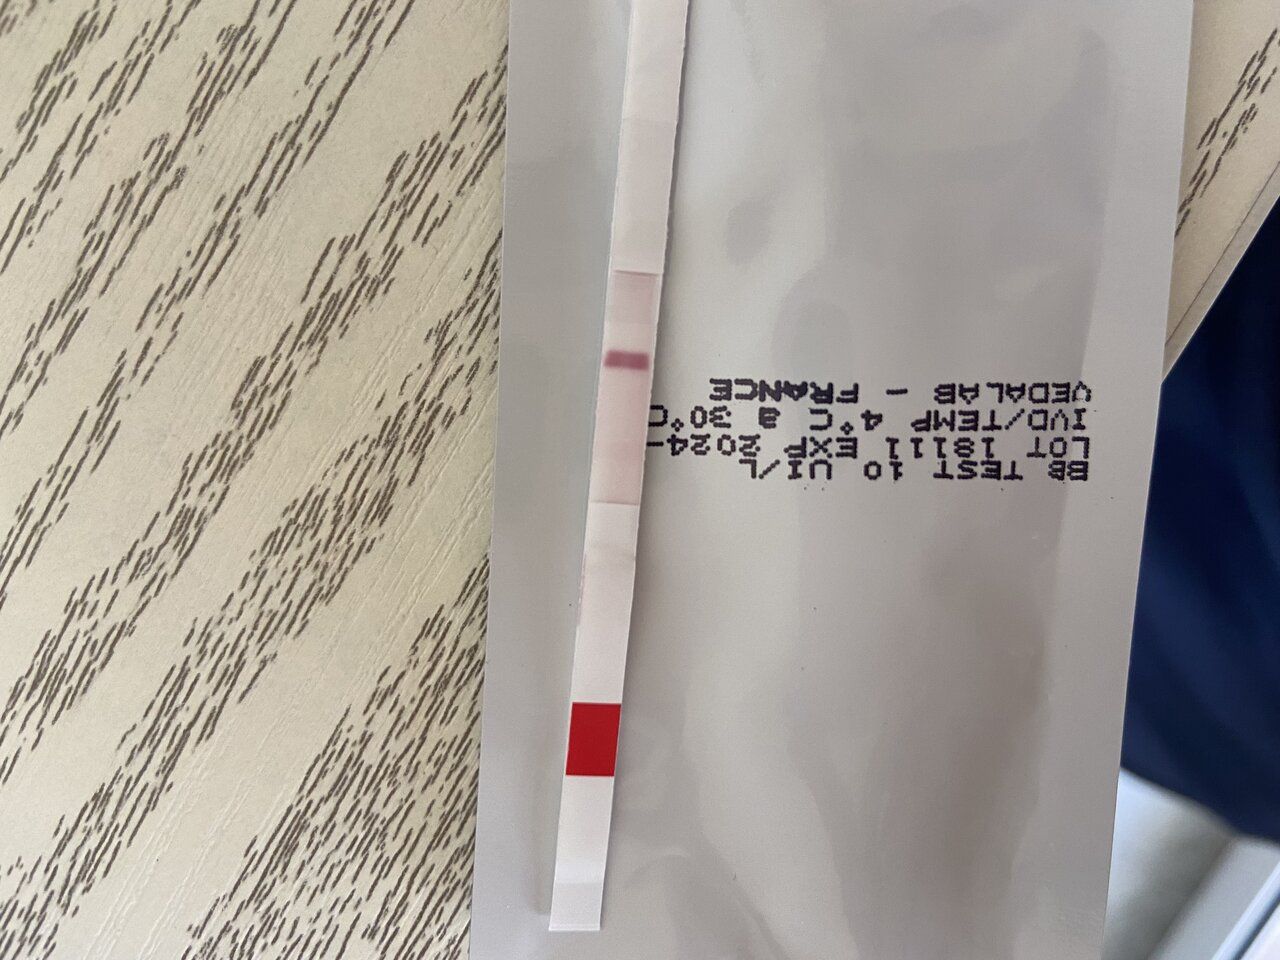 BB TEST 10 UI/L
LOT 18111 EXP 2024-
IVD/TEMP 4°C a 30°C
VEDALAB - FRANCE